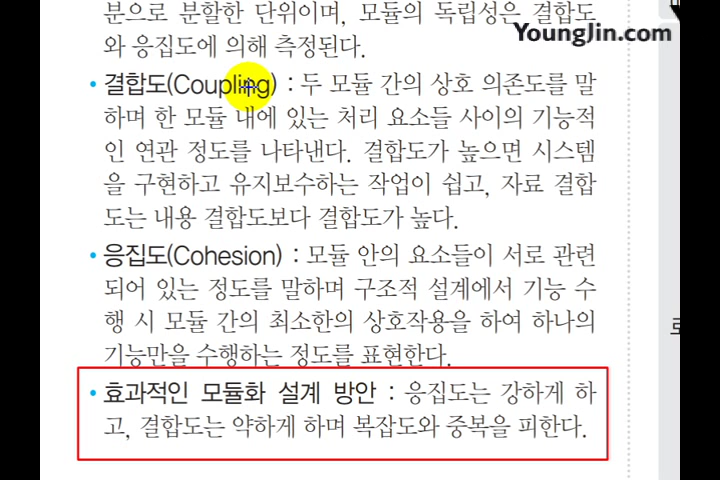 분으로 분할한 단위이며, 모듈의 독립성은 결합도
와 응집도에 의해 측정된다.
YoungJin.com
• 결합도(Coupling) : 두 모듈 간의 상호 의존도를 말
하며 한 모듈 내에 있는 처리 요소들 사이의 기능적
인 연관 정도를 나타낸다. 결합도가 높으면 시스템
을 구현하고 유지보수하는 작업이 쉽고, 자료 결합
도는 내용 결합도보다 결합도가 높다.
• 응집도(Cohesion) : 모듈 안의 요소들이 서로 관련
되어 있는 정도를 말하며 구조적 설계에서 기능 수
행 시 모듈 간의 최소한의 상호작용을 하여 하나의
기능만을 수행하는 정도를 표현한다.
• 효과적인 모듈화 설계 방안 : 응집도는 강하게 하
고, 결합도는 약하게 하며 복잡도와 중복을 피한다.